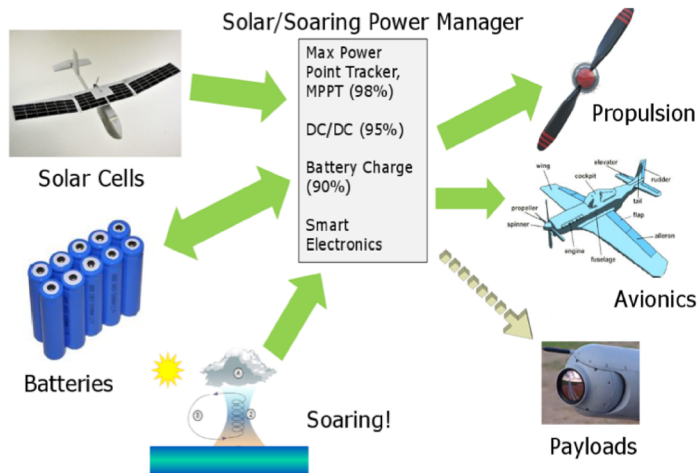 Solar/Soaring Power Manager
Max Power
Point Tracker,
MPPT (98%)
DC/DC (95%)
Battery Charge
(90%)
Smart
Electronics
Solar Cells
Batteries
Soaring!
A
B
Propulsion
wing
cockpit
elevator
rudder
tail
flap
aileron
fuselage
engine
spinner
propeller
Avionics
Payloads